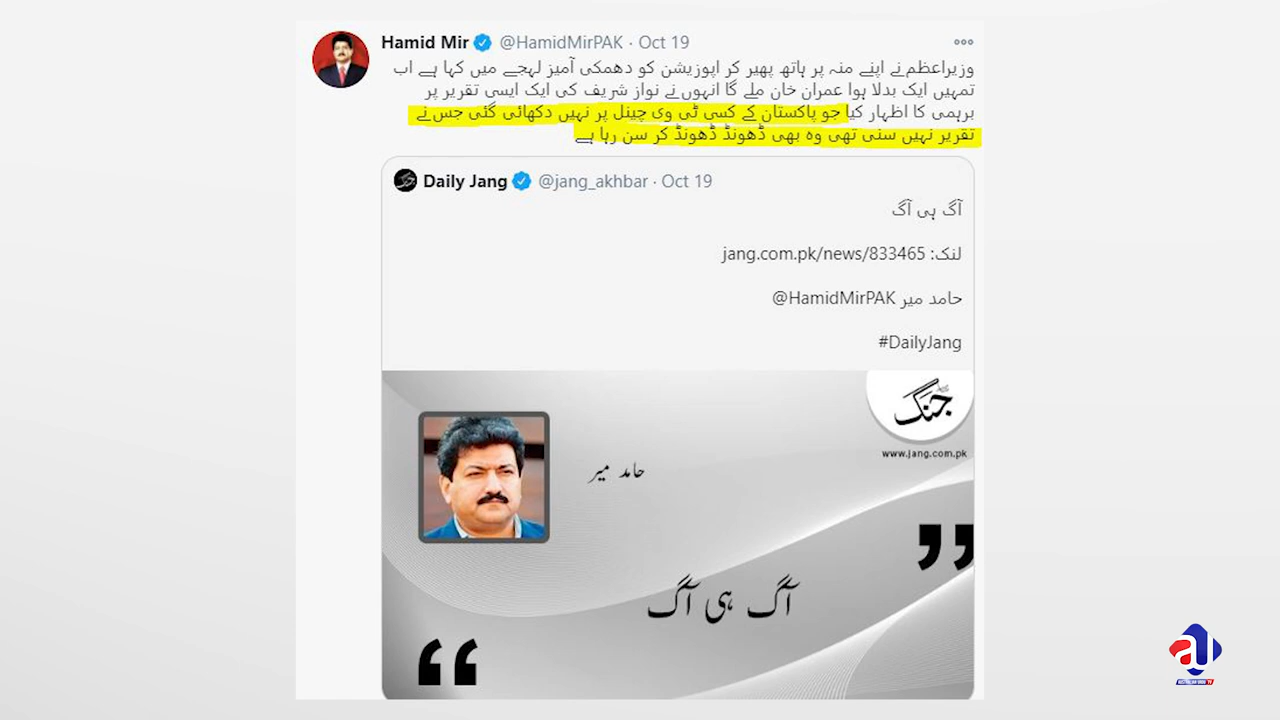 Hamid Mir @HamidMirPAK · Oct 19
وزیراعظم نے اپنے منہ پر ہاتھ پھیر کر اپوزیشن کو دھمکی آمیز لہجے میں کہا ہے اب
تمہیں ایک بدلا ہوا عمران خان ملے گا انہوں نے نواز شریف کی ایک ایسی تقریر پر
برہمی کا اظہار کیا جو پاکستان کے کسی ٹی وی چینل پر نہیں دکھائی گئی جس نے
تقریر نہیں سنی تھی وہ بھی ڈھونڈ ڈھونڈ کر سن رہا ہے
Daily Jang @jang_akhbar · Oct 19
آگ ہی آگ
لنک: jang.com.pk/news/833465
حامد میر @HamidMirPAK
#DailyJang
جنگ
www.jang.com.pk
حامد میر
آگ ہی آگ